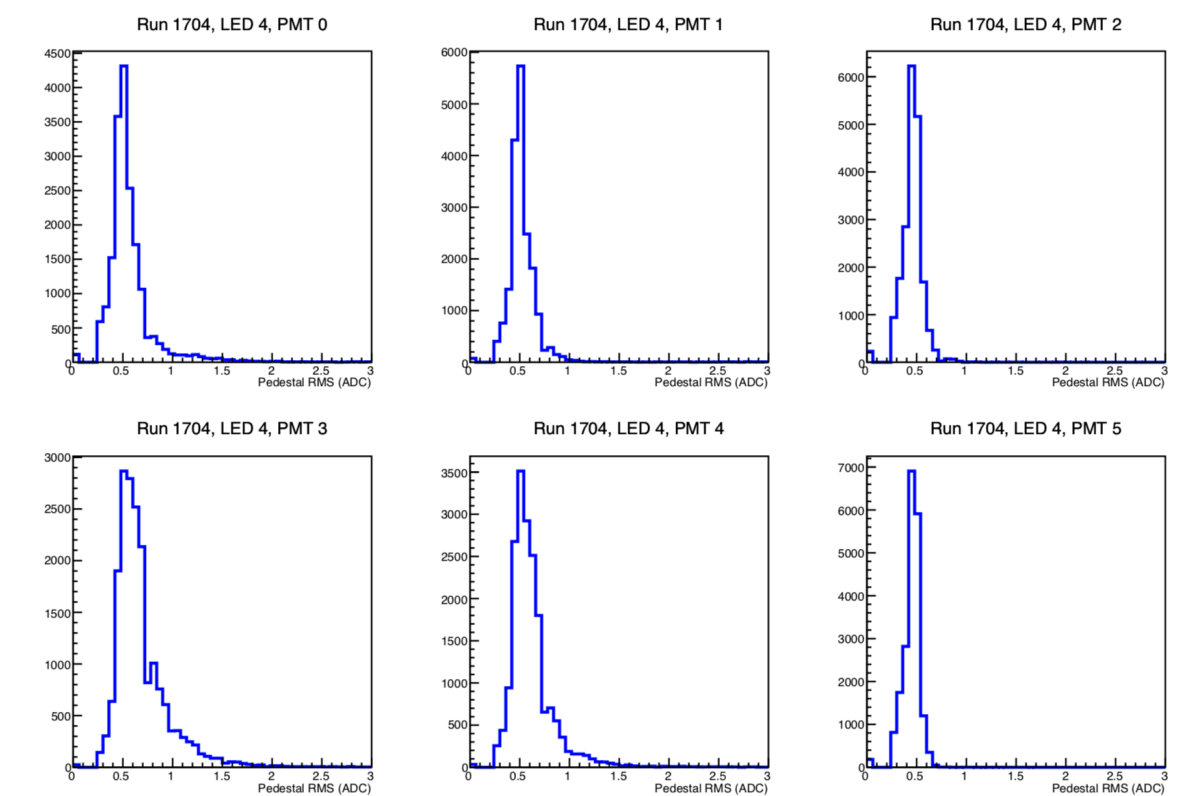 Run 1704, LED 4, PMT 0
4500
4000
3500
3000
2500
2000
1500
1000
500
0
0 0.5 1 1.5 2 2.5 3
Pedestal RMS (ADC)
Run 1704, LED 4, PMT 1
6000
5000
4000
3000
2000
1000
0
0 0.5 1 1.5 2 2.5 3
Pedestal RMS (ADC)
Run 1704, LED 4, PMT 2
6000
5000
4000
3000
2000
1000
0
0 0.5 1 1.5 2 2.5 3
Pedestal RMS (ADC)
Run 1704, LED 4, PMT 3
3000
2500
2000
1500
1000
500
0
0 0.5 1 1.5 2 2.5 3
Pedestal RMS (ADC)
Run 1704, LED 4, PMT 4
3500
3000
2500
2000
1500
1000
500
0
0 0.5 1 1.5 2 2.5 3
Pedestal RMS (ADC)
Run 1704, LED 4, PMT 5
7000
6000
5000
4000
3000
2000
1000
0
0 0.5 1 1.5 2 2.5 3
Pedestal RMS (ADC)